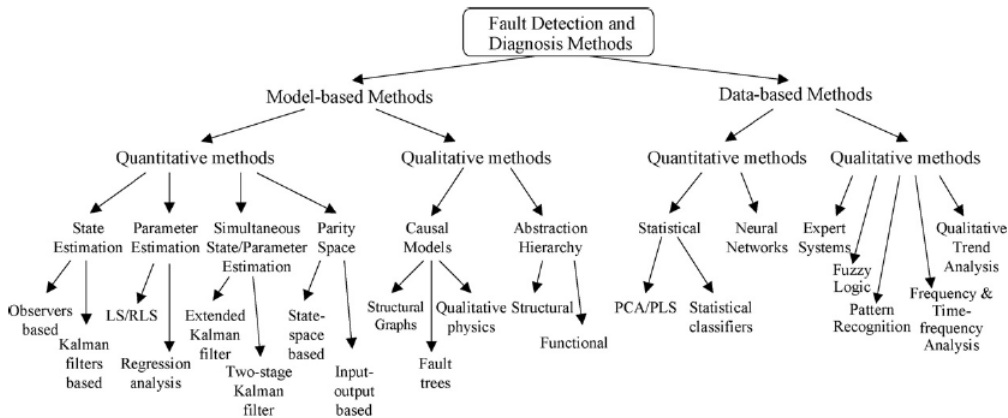 Fault Detection and
Diagnosis Methods
Model-based Methods
Data-based Methods
Quantitative methods
Qualitative methods
Quantitative methods
Qualitative methods
State
Estimation
Parameter
Estimation
Simultaneous
State/Parameter
Estimation
Parity
Space
Causal
Models
Abstraction
Hierarchy
Statistical
Neural
Networks
Expert
Systems
Fuzzy
Logic
Pattern
Recognition
Frequency &
Time-
frequency
Analysis
Qualitative
Trend
Analysis
Observers
based
Kalman
filters
based
LS/RLS
Regression
analysis
Extended
Kalman
filter
Two-stage
Kalman
filter
State-
space
based
Input-
output
based
Structural
Graphs
Fault
trees
Qualitative
physics
Structural
Functional
PCA/PLS
Statistical
classifiers